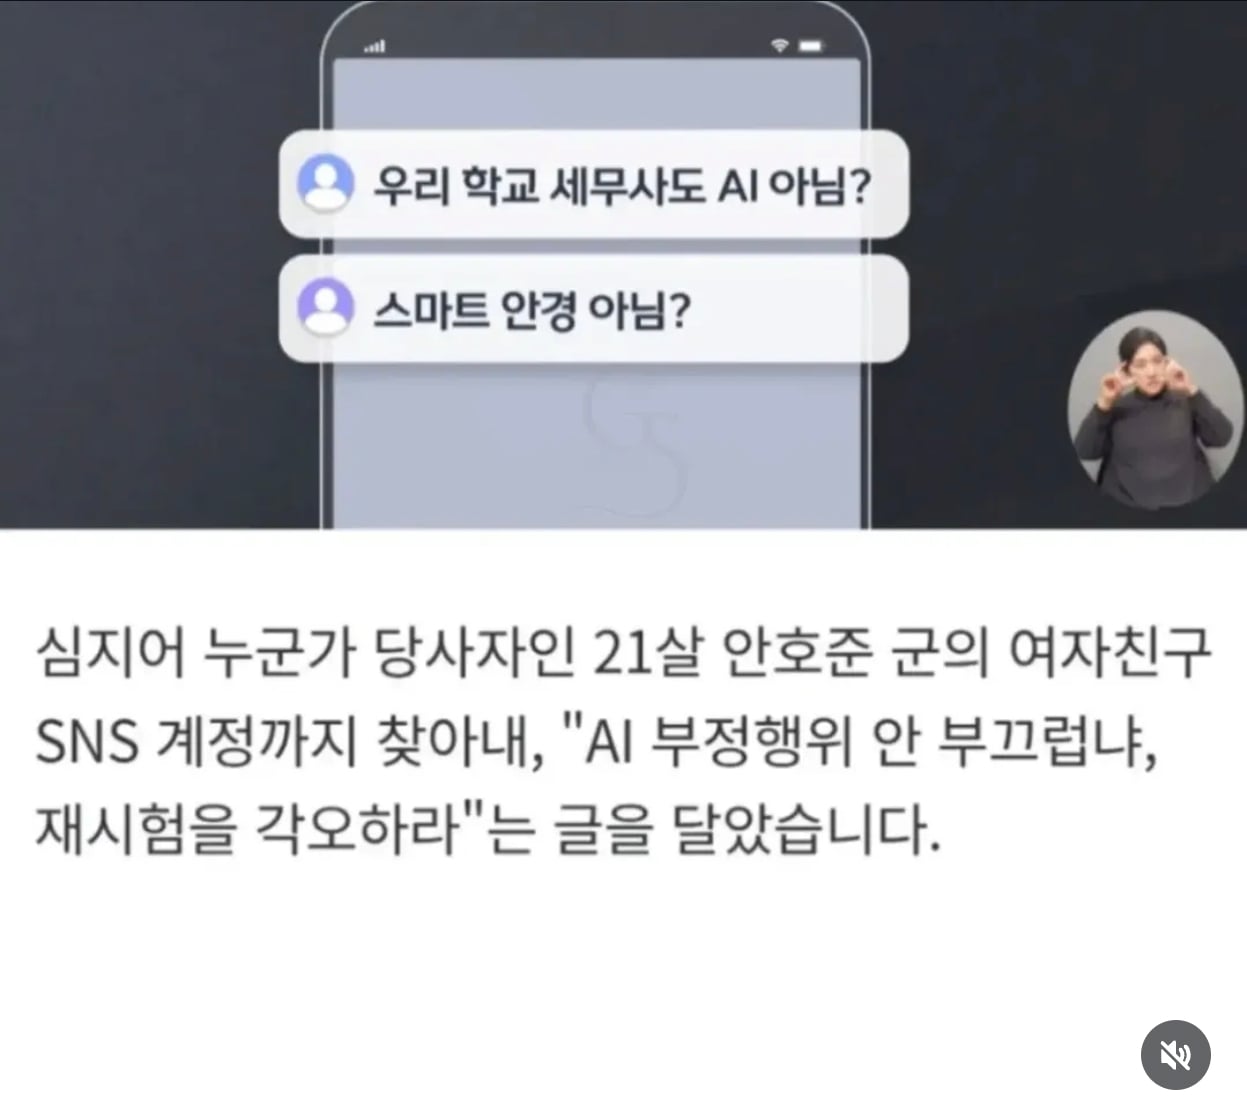 우리 학교 세무사도 AI 아님?
스마트 안경 아님?
심지어 누군가 당사자인 21살 안호준 군의 여자친구
SNS 계정까지 찾아내, "AI 부정행위 안 부끄럽냐,
재시험을 각오하라"는 글을 달았습니다.